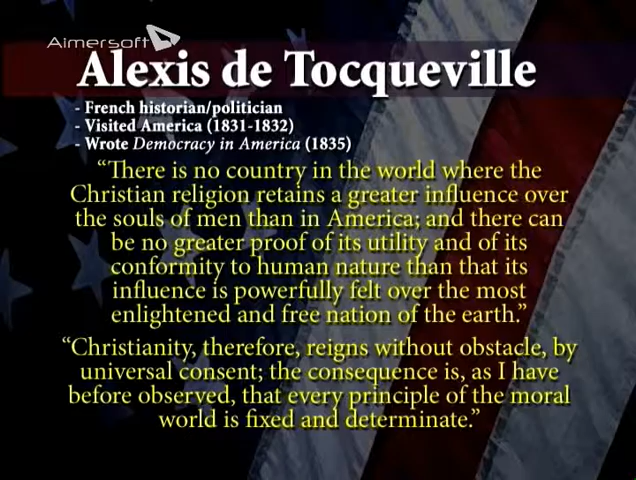 Aimersoft
Alexis de Tocqueville
- French historian/politician
- Visited America (1831-1832)
- Wrote Democracy in America (1835)
“There is no country in the world where the
Christian religion retains a greater influence over
the souls of men than in America; and there can
be no greater proof of its utility and of its
conformity to human nature than that its
influence is powerfully felt over the most
enlightened and free nation of the earth.”
“Christianity, therefore, reigns without obstacle, by
universal consent; the consequence is, as I have
before observed, that every principle of the moral
world is fixed and determinate.”